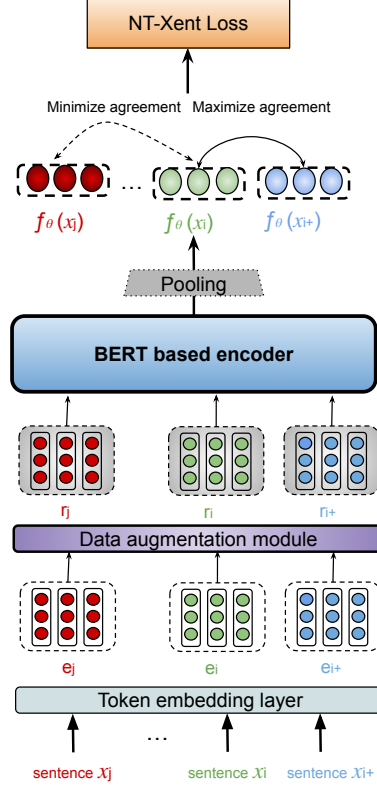 NT-Xent Loss
Minimize agreement Maximize agreement
...
fθ(xj) fθ(xi) fθ(xi+)
Pooling
BERT based encoder
rj ri ri+
Data augmentation module
ej ei ei+
Token embedding layer
...
sentence xj sentence xi sentence xi+